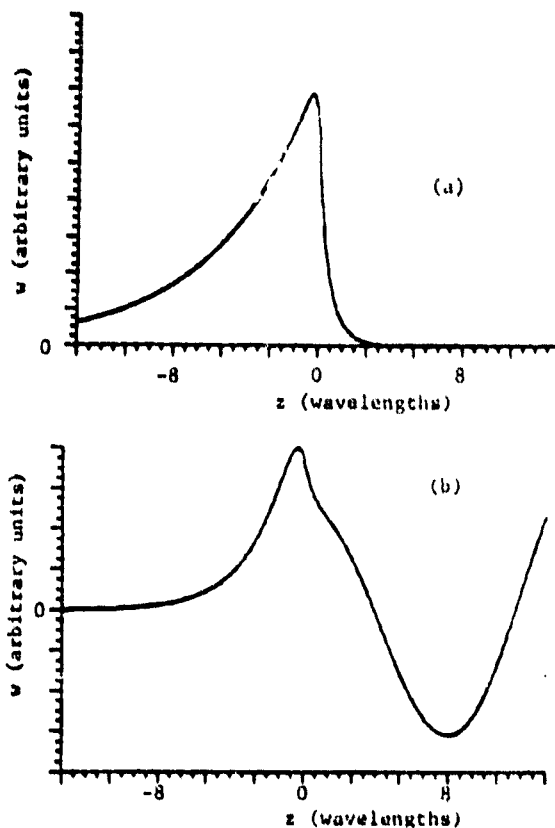 w (arbitrary units)
(a)
0
-8 0 8
z (wavelengths)
w (arbitrary units)
(b)
0
-8 0 8
z (wavelengths)